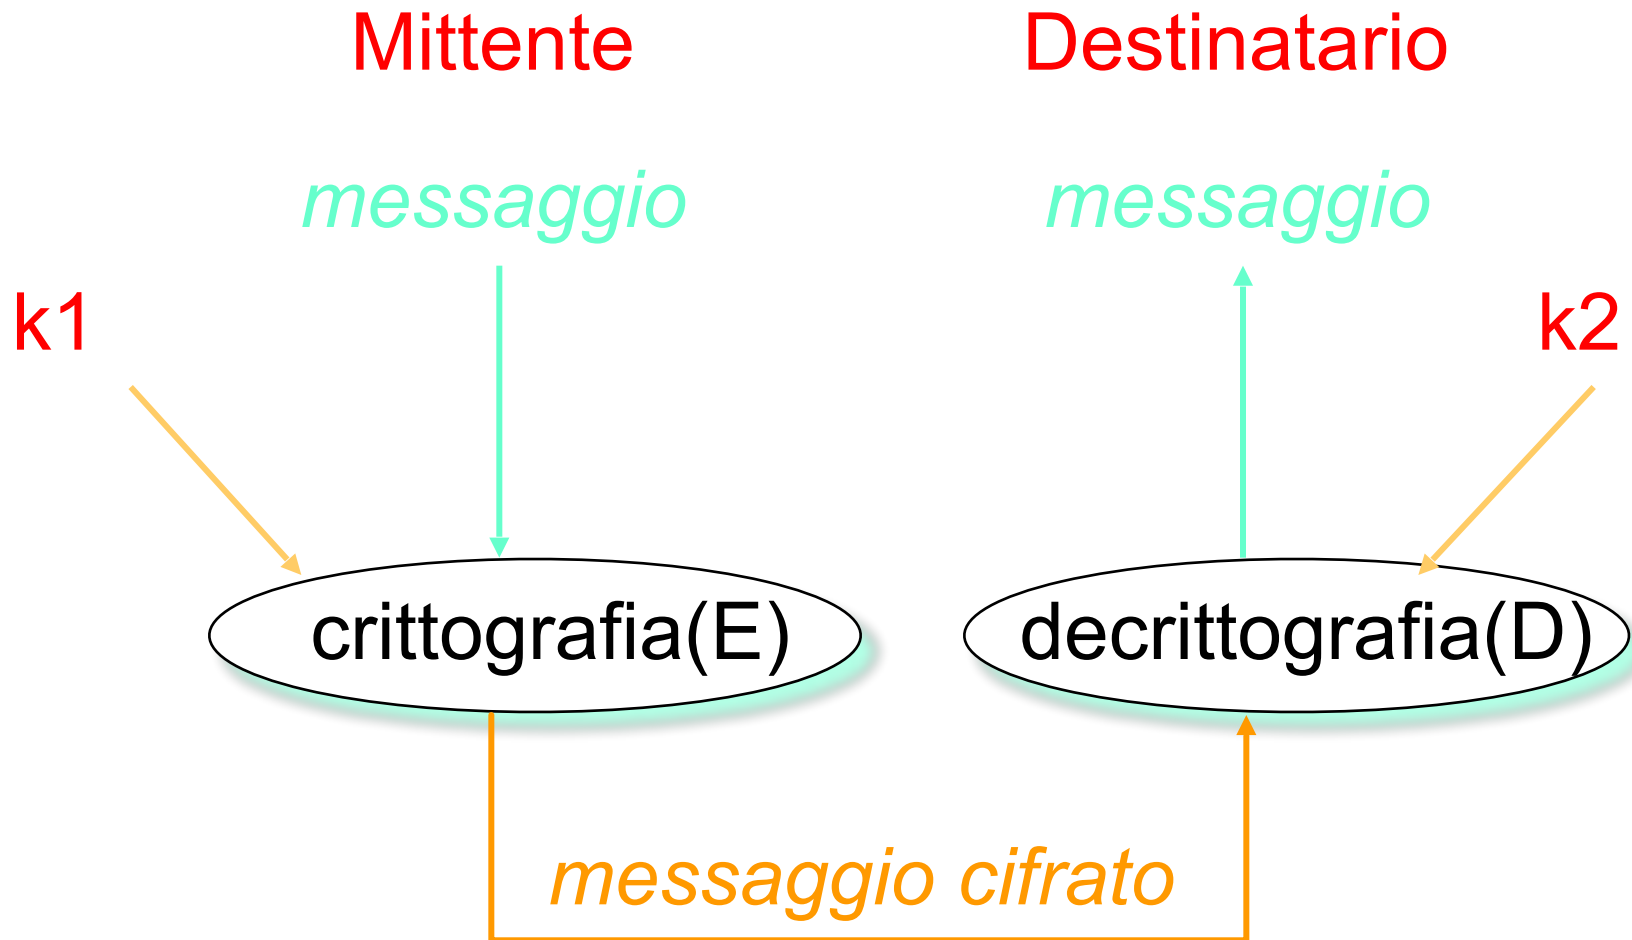 Mittente
Destinatario
messaggio
messaggio
k1
k2
crittografia(E)
decrittografia(D)
messaggio cifrato